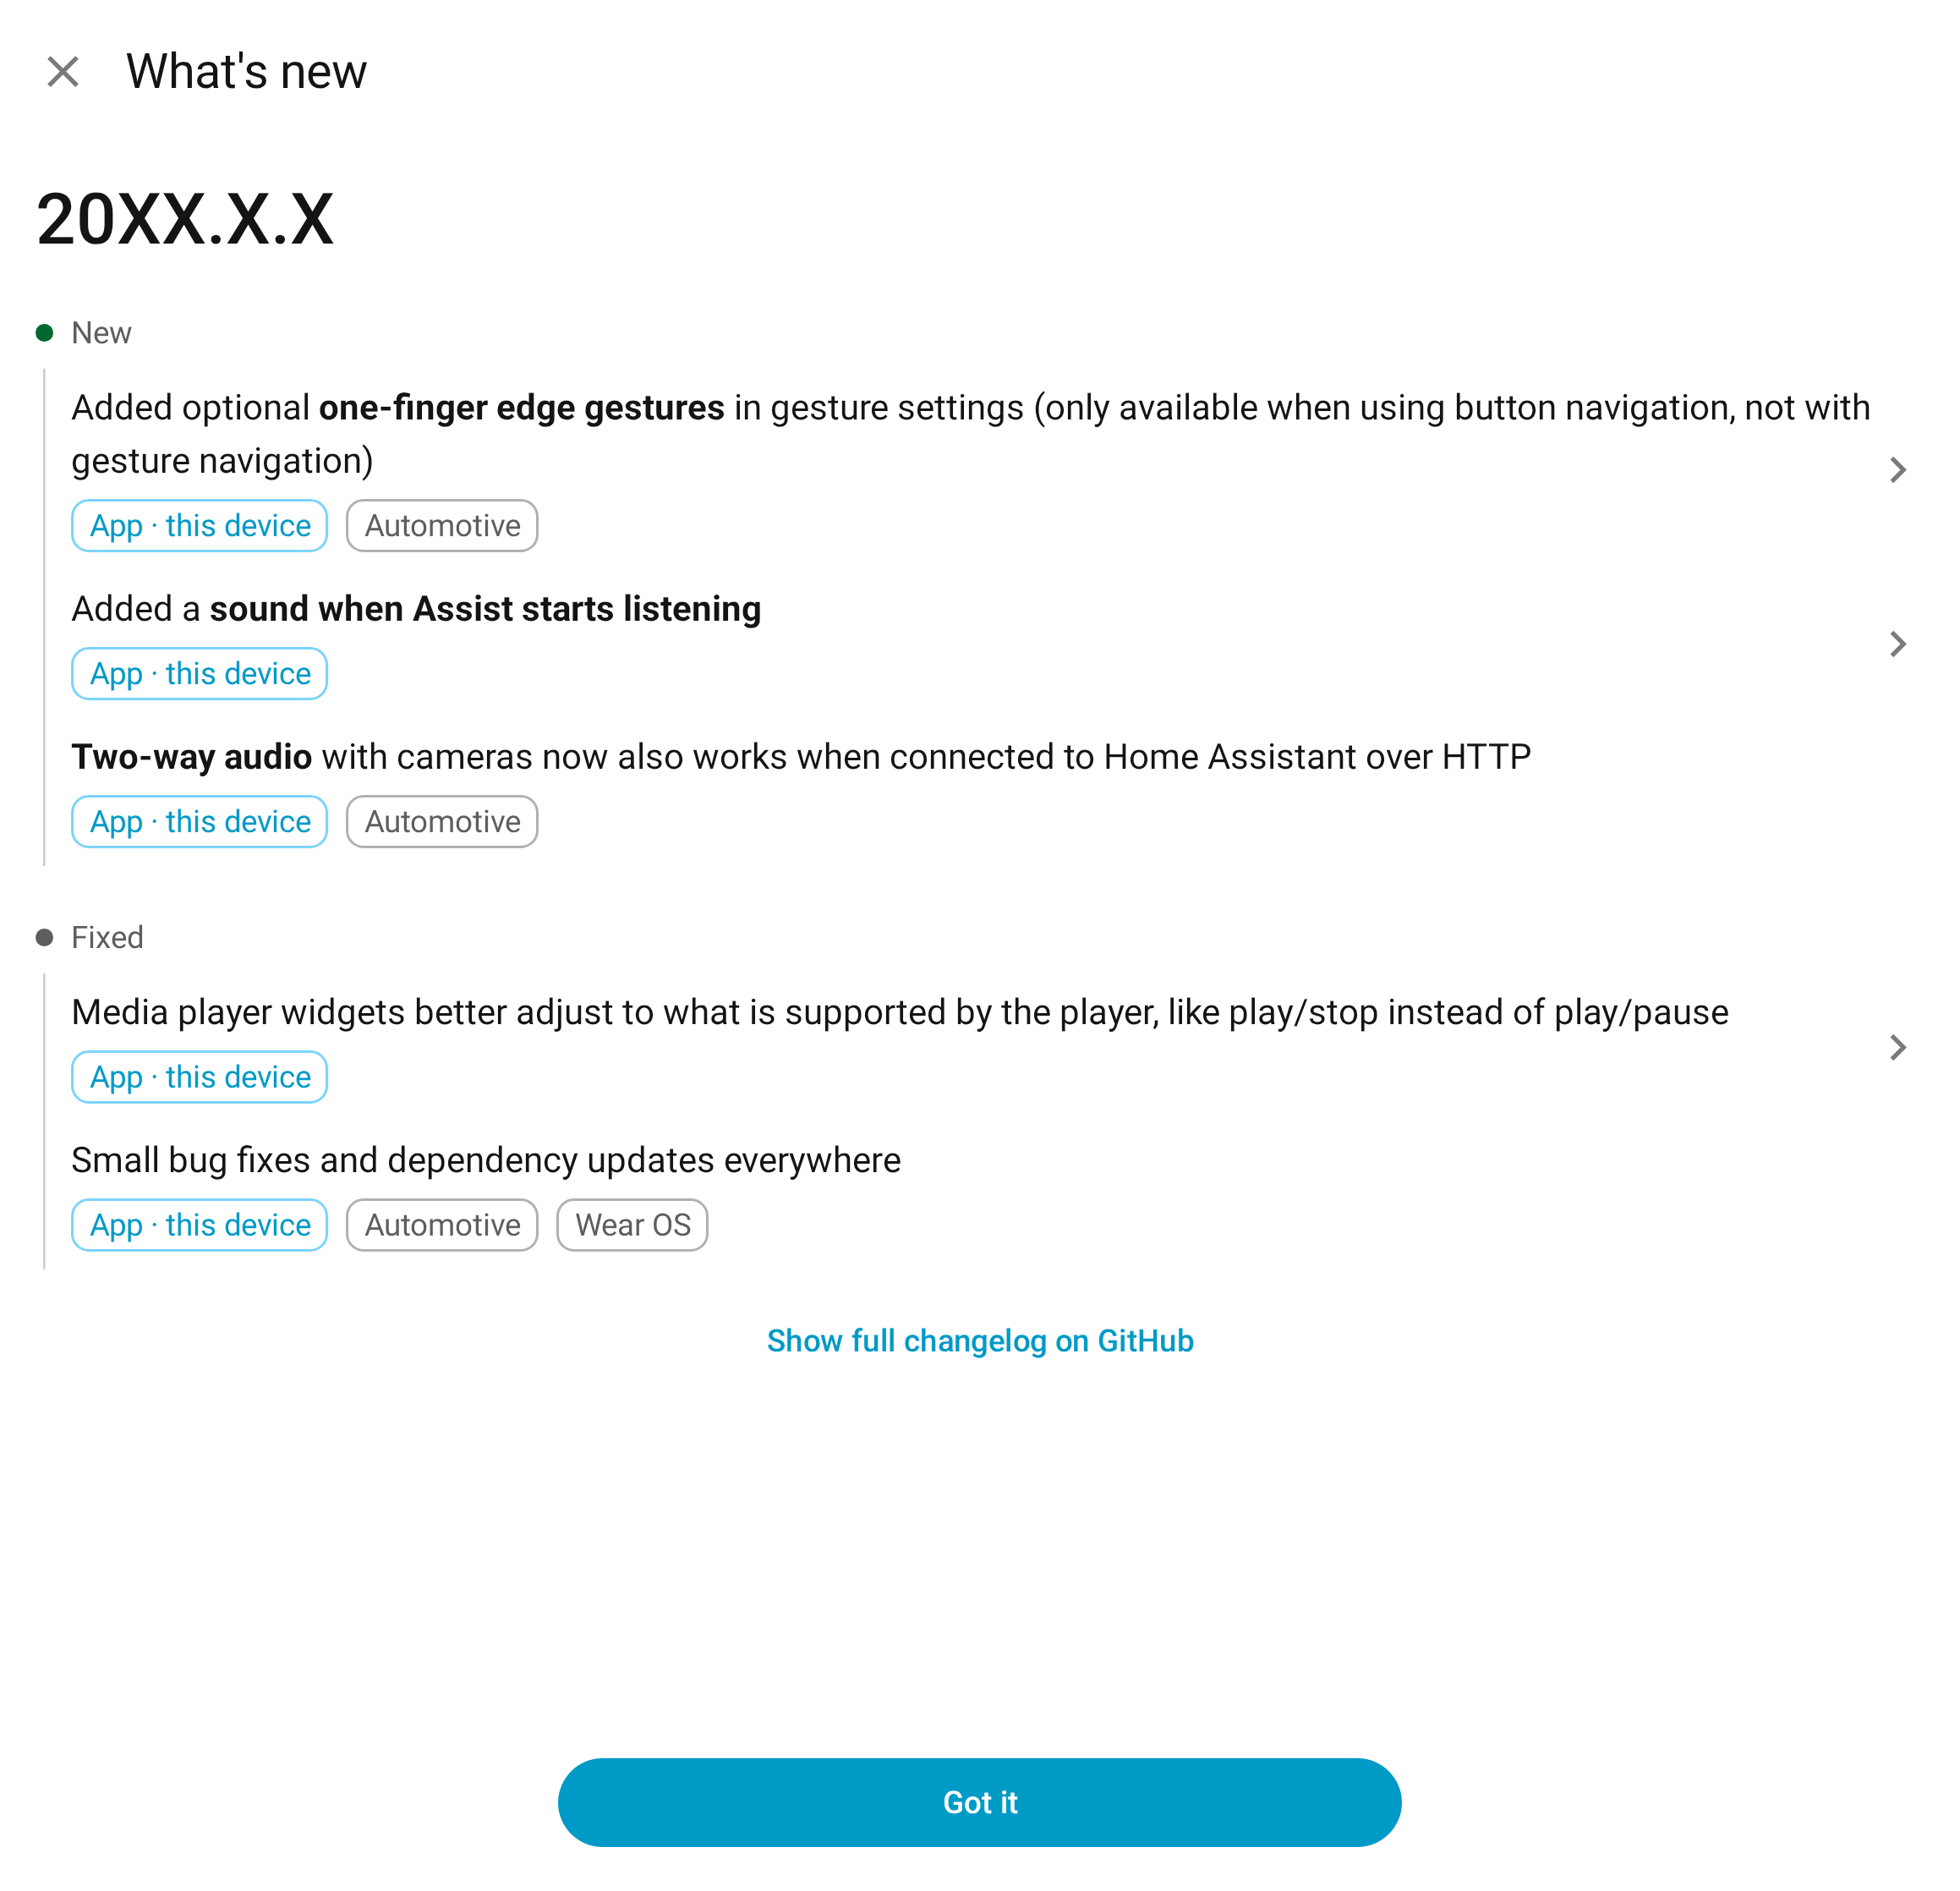 What's new
20XX.X.X
New
Added optional one-finger edge gestures in gesture settings (only available when using button navigation, not with
gesture navigation)
App · this device Automotive
Added a sound when Assist starts listening
App · this device
Two-way audio with cameras now also works when connected to Home Assistant over HTTP
App · this device Automotive
Fixed
Media player widgets better adjust to what is supported by the player, like play/stop instead of play/pause
App · this device
Small bug fixes and dependency updates everywhere
App · this device Automotive Wear OS
Show full changelog on GitHub
Got it